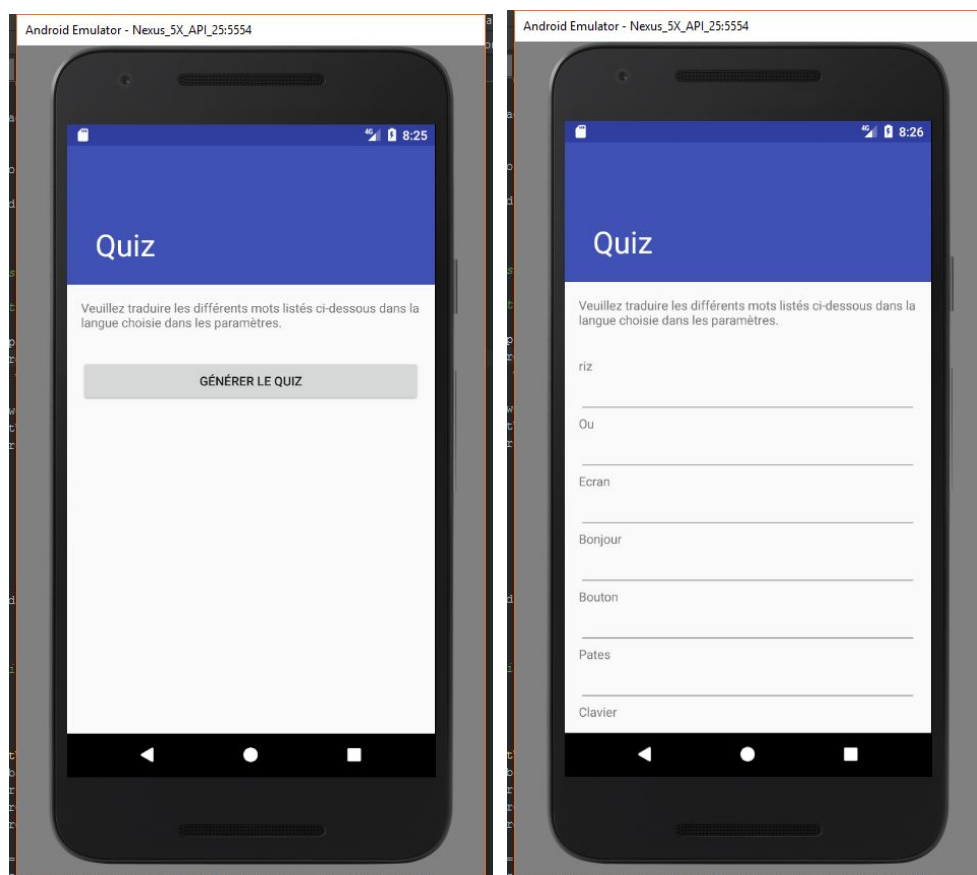 Android Emulator - Nexus_5X_API_25:5554
4G 8:25
Quiz
Veuillez traduire les différents mots listés ci-dessous dans la
langue choisie dans les paramètres.
GÉNÉRER LE QUIZ
Android Emulator - Nexus_5X_API_25:5554
4G 8:26
Quiz
Veuillez traduire les différents mots listés ci-dessous dans la
langue choisie dans les paramètres.
riz
Ou
Ecran
Bonjour
Bouton
Pates
Clavier